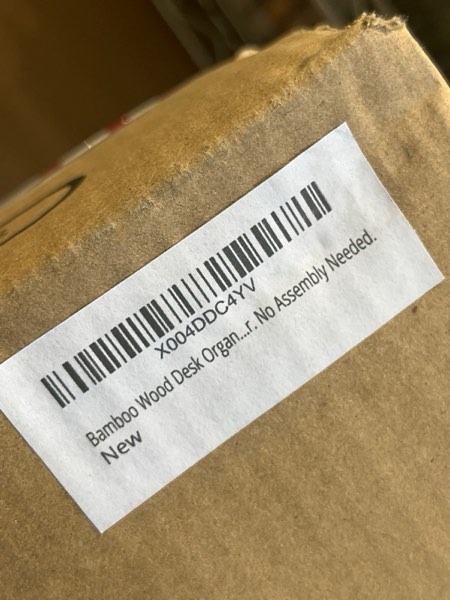 X004DDC4YV
Bamboo Wood Desk Organ...r. No Assembly Needed.
New